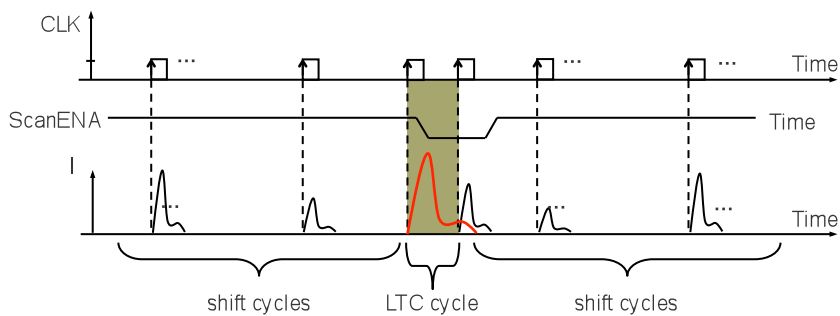 CLK
... ... ...
Time
ScanENA
Time
I
... ... ...
Time
shift cycles
LTC cycle
shift cycles